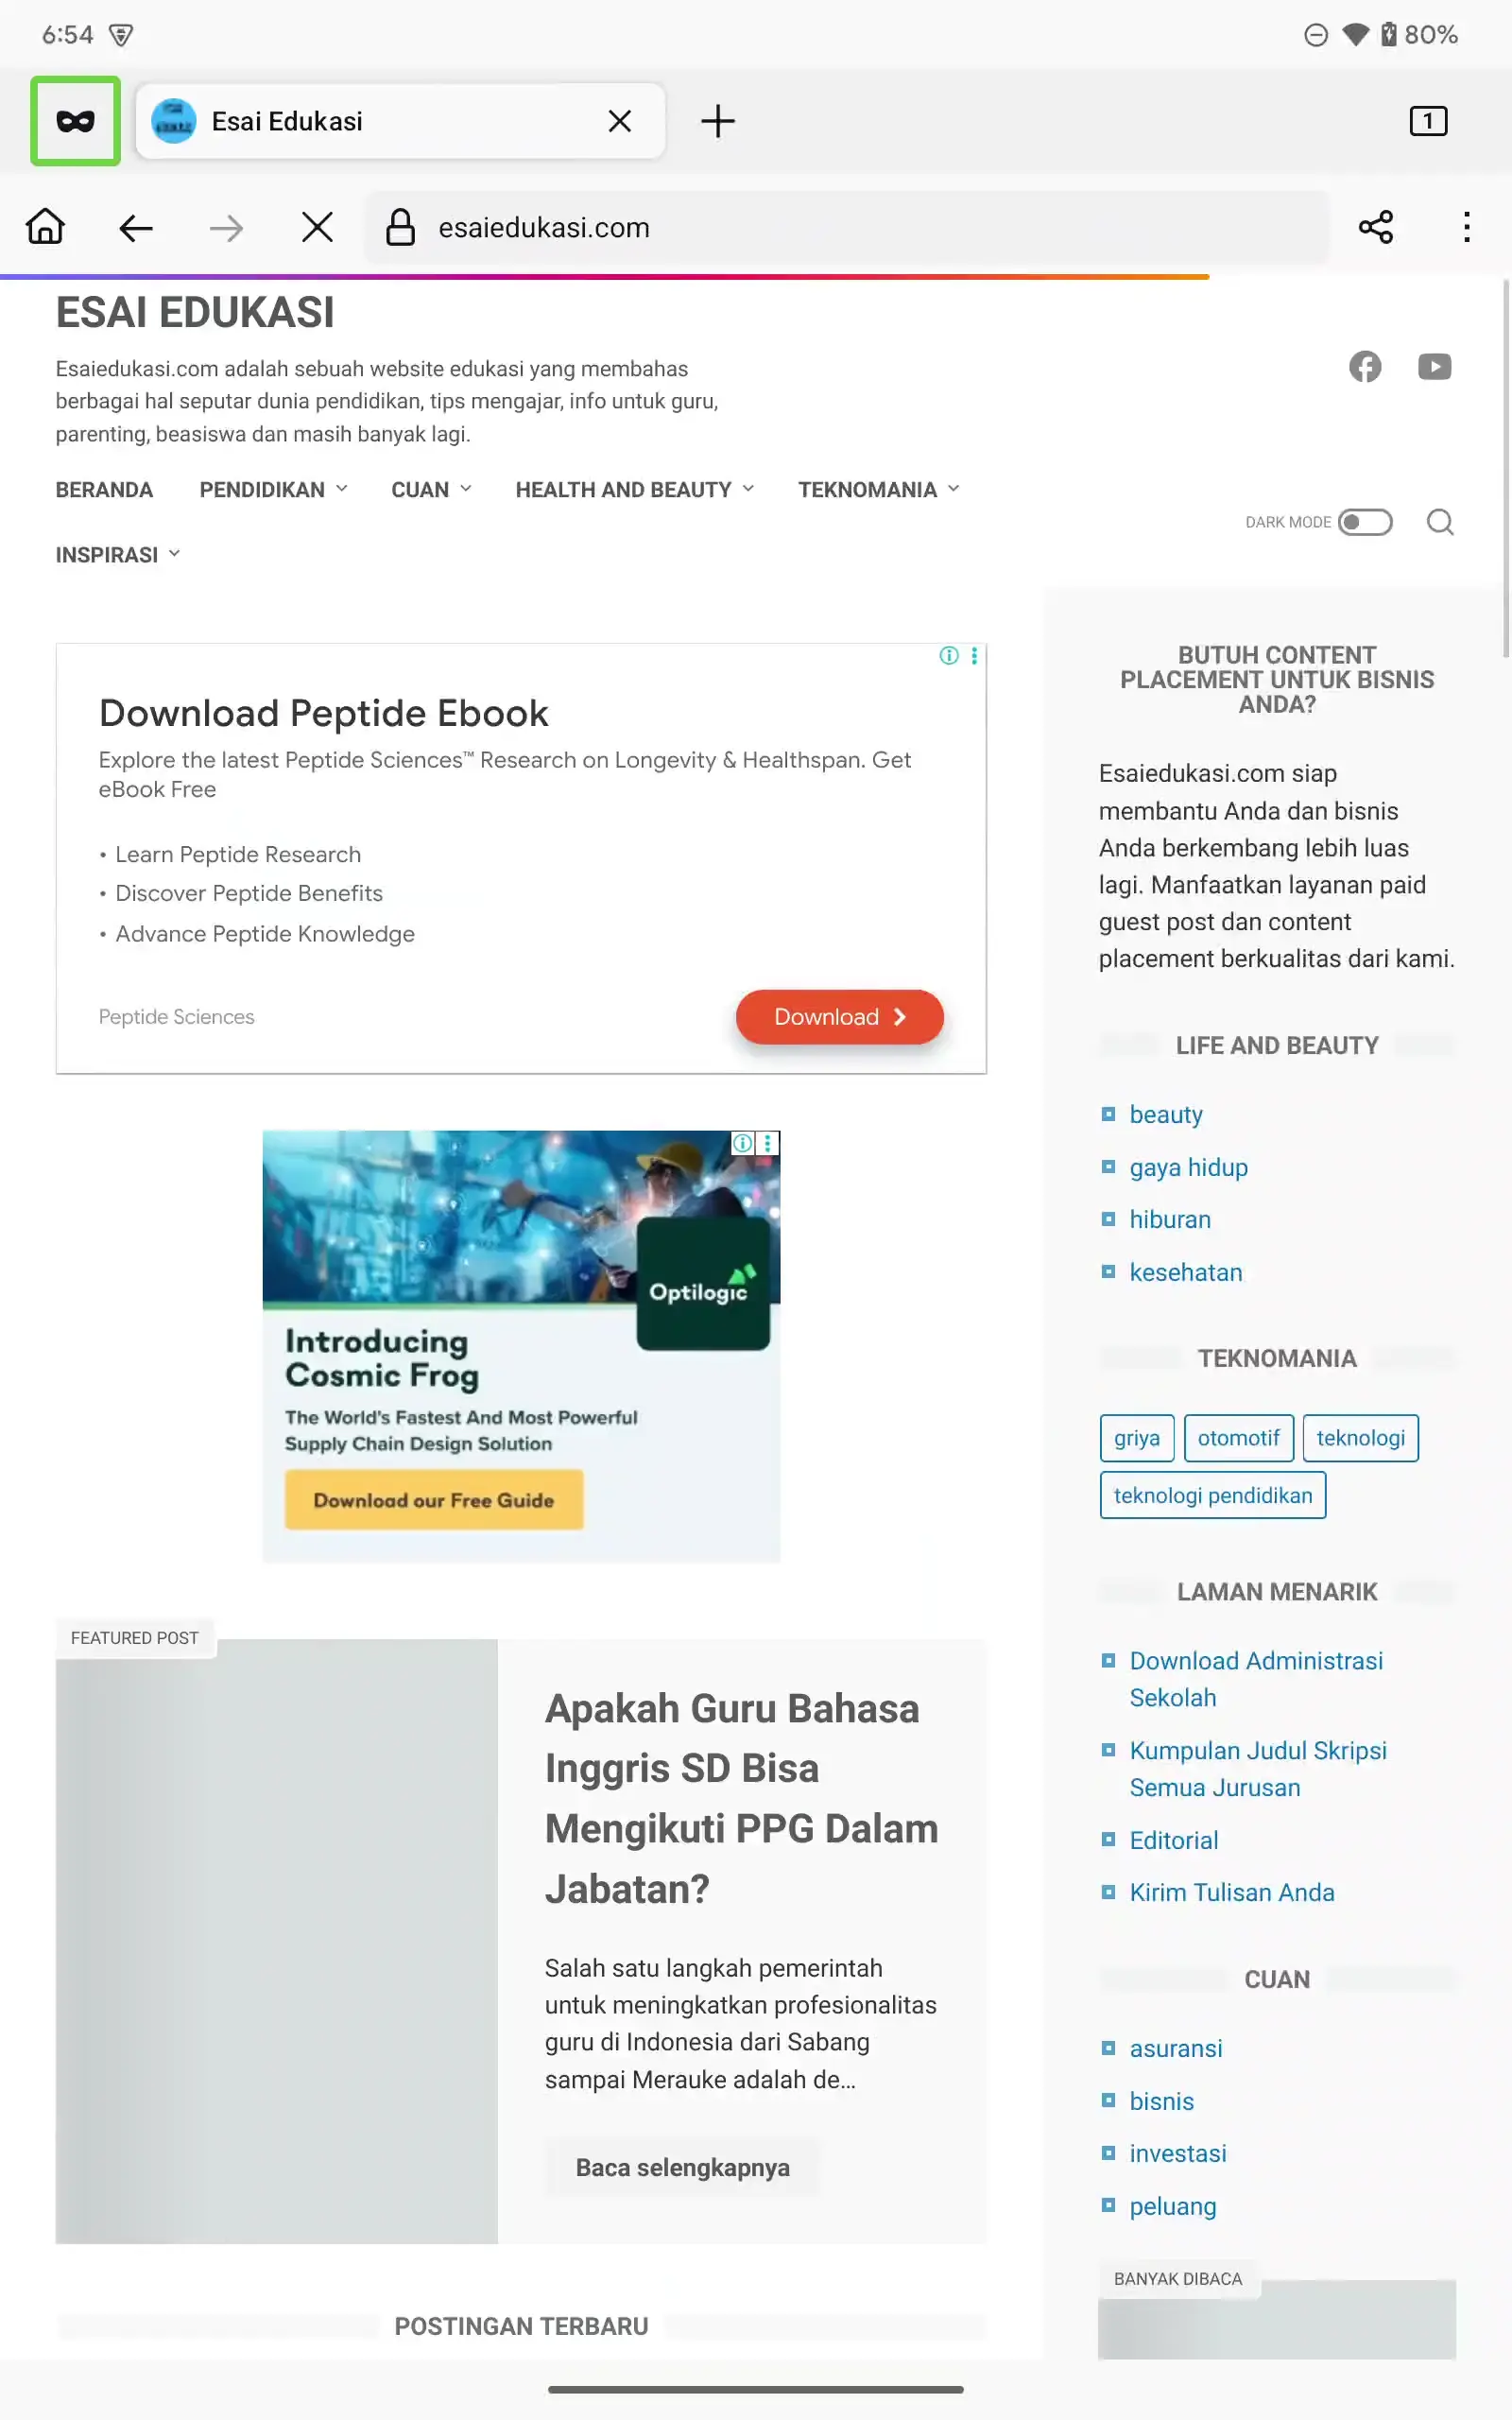 6:54
80%
Esai Edukasi
1
esaiedukasi.com
ESAI EDUKASI
Esaiedukasi.com adalah sebuah website edukasi yang membahas
berbagai hal seputar dunia pendidikan, tips mengajar, info untuk guru,
parenting, beasiswa dan masih banyak lagi.
BERANDA PENDIDIKAN CUAN HEALTH AND BEAUTY TEKNOMANIA
INSPIRASI
DARK MODE
Download Peptide Ebook
Explore the latest Peptide Sciences™ Research on Longevity & Healthspan. Get
eBook Free
• Learn Peptide Research
• Discover Peptide Benefits
• Advance Peptide Knowledge
Peptide Sciences
Download
Optilogic
Introducing
Cosmic Frog
The World's Fastest And Most Powerful
Supply Chain Design Solution
Download our Free Guide
FEATURED POST
Apakah Guru Bahasa
Inggris SD Bisa
Mengikuti PPG Dalam
Jabatan?
Salah satu langkah pemerintah
untuk meningkatkan profesionalitas
guru di Indonesia dari Sabang
sampai Merauke adalah de...
Baca selengkapnya
POSTINGAN TERBARU
BUTUH CONTENT
PLACEMENT UNTUK BISNIS
ANDA?
Esaiedukasi.com siap
membantu Anda dan bisnis
Anda berkembang lebih luas
lagi. Manfaatkan layanan paid
guest post dan content
placement berkualitas dari kami.
LIFE AND BEAUTY
beauty
gaya hidup
hiburan
kesehatan
TEKNOMANIA
griya otomotif teknologi
teknologi pendidikan
LAMAN MENARIK
Download Administrasi
Sekolah
Kumpulan Judul Skripsi
Semua Jurusan
Editorial
Kirim Tulisan Anda
CUAN
asuransi
bisnis
investasi
peluang
BANYAK DIBACA